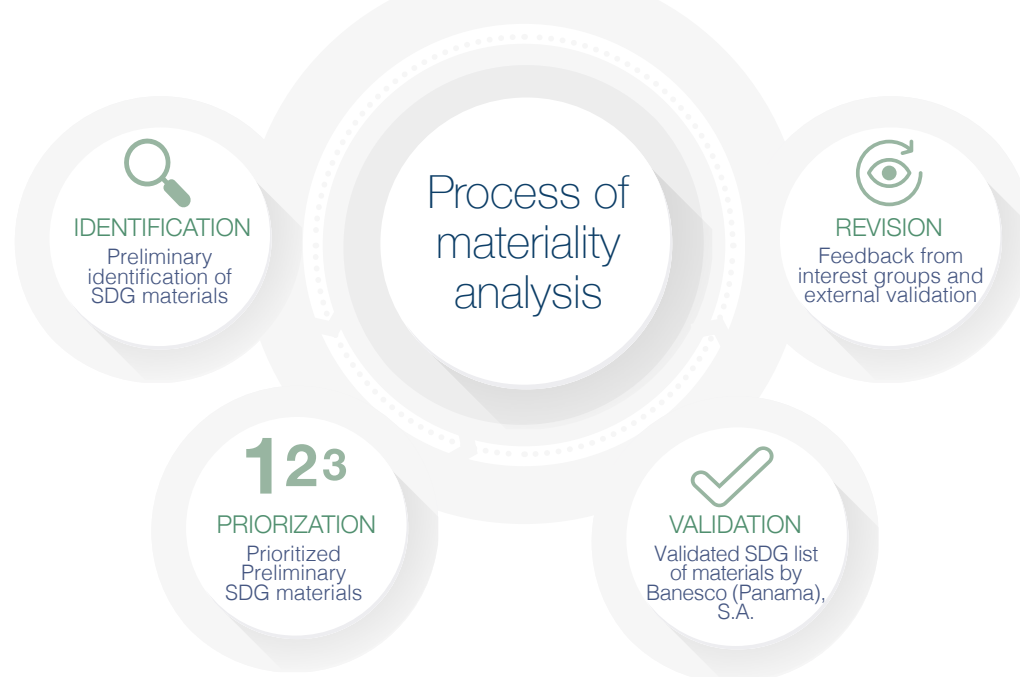 Process of
materiality
analysis
IDENTIFICATION
Preliminary
identification of
SDG materials
123
PRIORIZATION
Prioritized
Preliminary
SDG materials
VALIDATION
Validated SDG list
of materials by
Banesco (Panama),
S.A.
REVISION
Feedback from
interest groups and
external validation